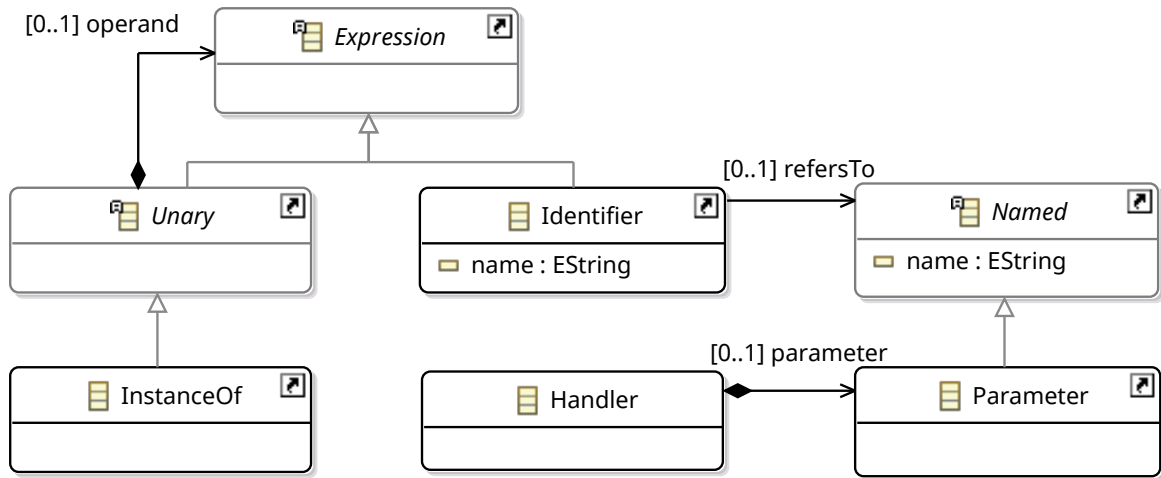 [0..1] operand
Expression
[0..1] refersTo
Unary
Identifier
Named
name : EString
name : EString
[0..1] parameter
InstanceOf
Handler
Parameter